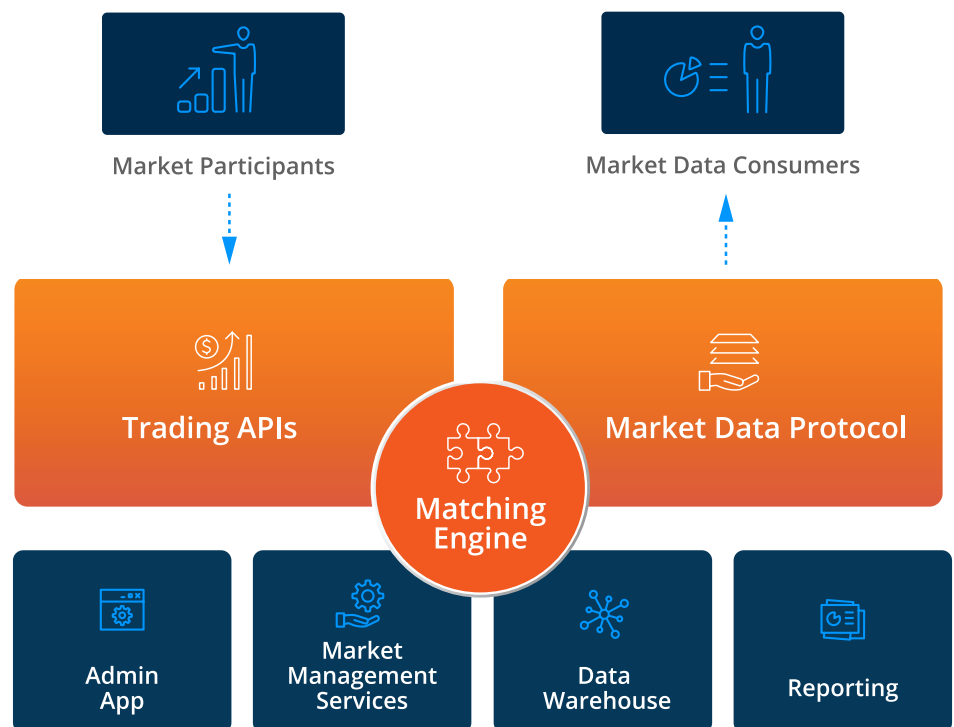 Market Participants
Market Data Consumers
Trading APIs
Market Data Protocol
Matching
Engine
Admin
App
Market
Management
Services
Data
Warehouse
Reporting